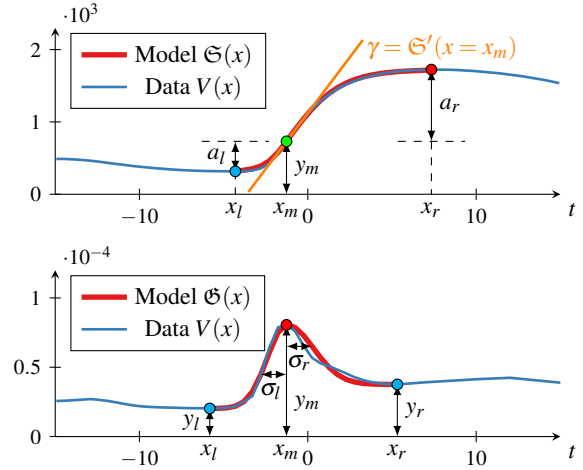 ·10³
Model 𝔖(x)
Data V(x)
γ = 𝔖′(x = x_m)
2
1
0
a_l
y_m
a_r
−10
x_l
x_m
0
x_r
10
t
·10⁻⁴
Model 𝔊(x)
Data V(x)
1
0.5
0
σ_l
σ_r
y_l
y_m
y_r
−10
x_l
x_m
0
x_r
10
t